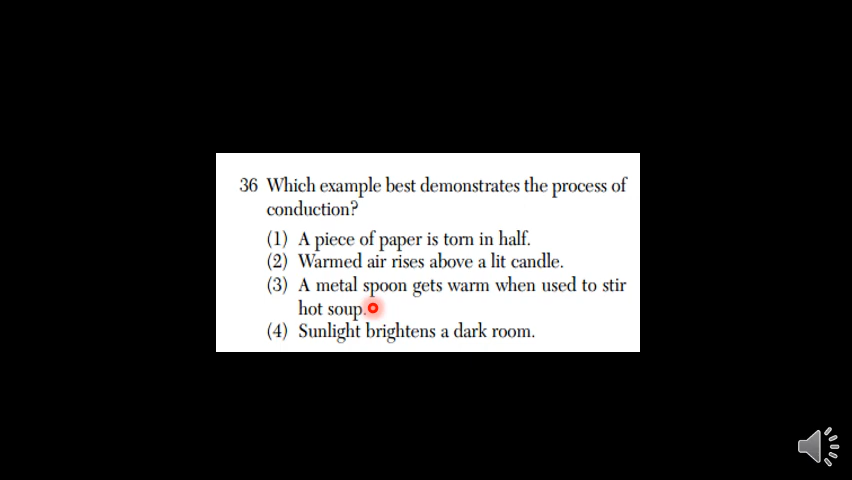 36 Which example best demonstrates the process of
conduction?
(1) A piece of paper is torn in half.
(2) Warmed air rises above a lit candle.
(3) A metal spoon gets warm when used to stir
hot soup.
(4) Sunlight brightens a dark room.